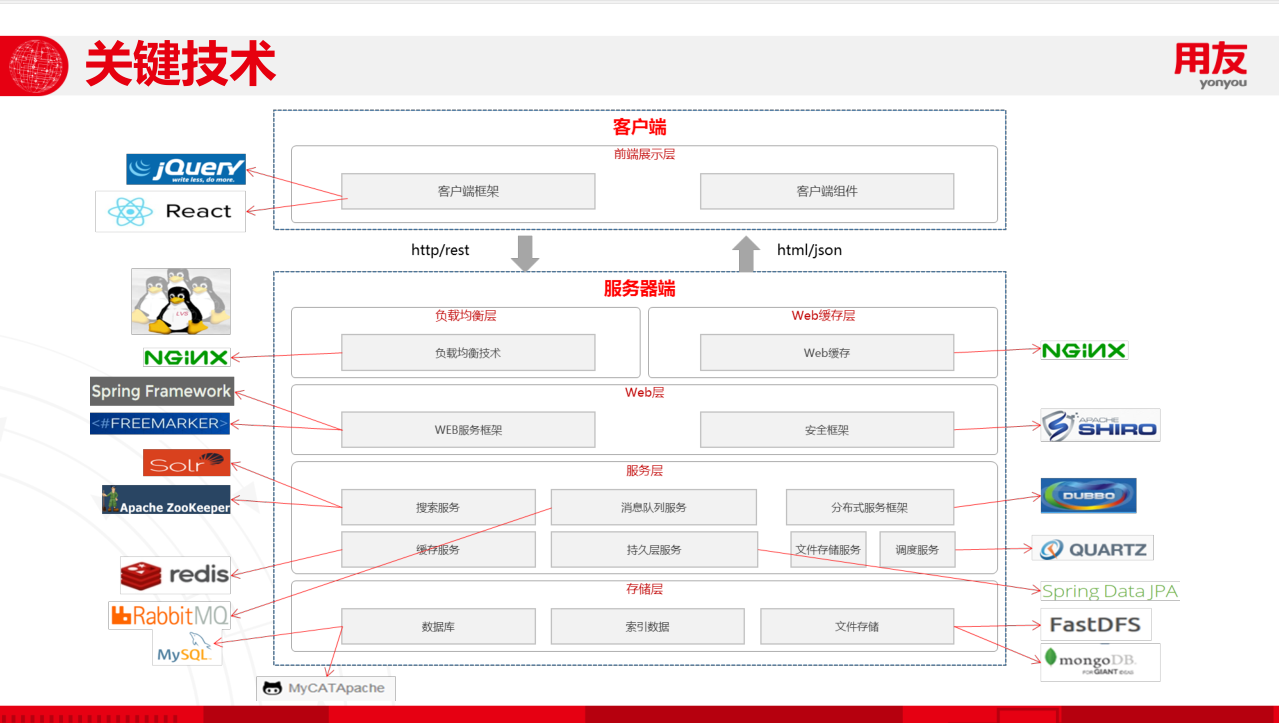 关键技术
用友
yonyou
客户端
前端展示层
客户端框架
客户端组件
jQuery
write less, do more.
React
http/rest
html/json
服务器端
负载均衡层
Web缓存层
负载均衡技术
Web缓存
LVS
NGINX
NGINX
Web层
Spring Framework
<#FREEMARKER>
WEB服务框架
安全框架
APACHE
SHIRO
服务层
Solr
Apache ZooKeeper
搜索服务
消息队列服务
分布式服务框架
DUBBO
缓存服务
持久层服务
文件存储服务
调度服务
QUARTZ
redis
Spring Data JPA
存储层
RabbitMQ
MySQL
数据库
索引数据
文件存储
FastDFS
mongoDB
FOR GIANT IDEAS
MyCATApache